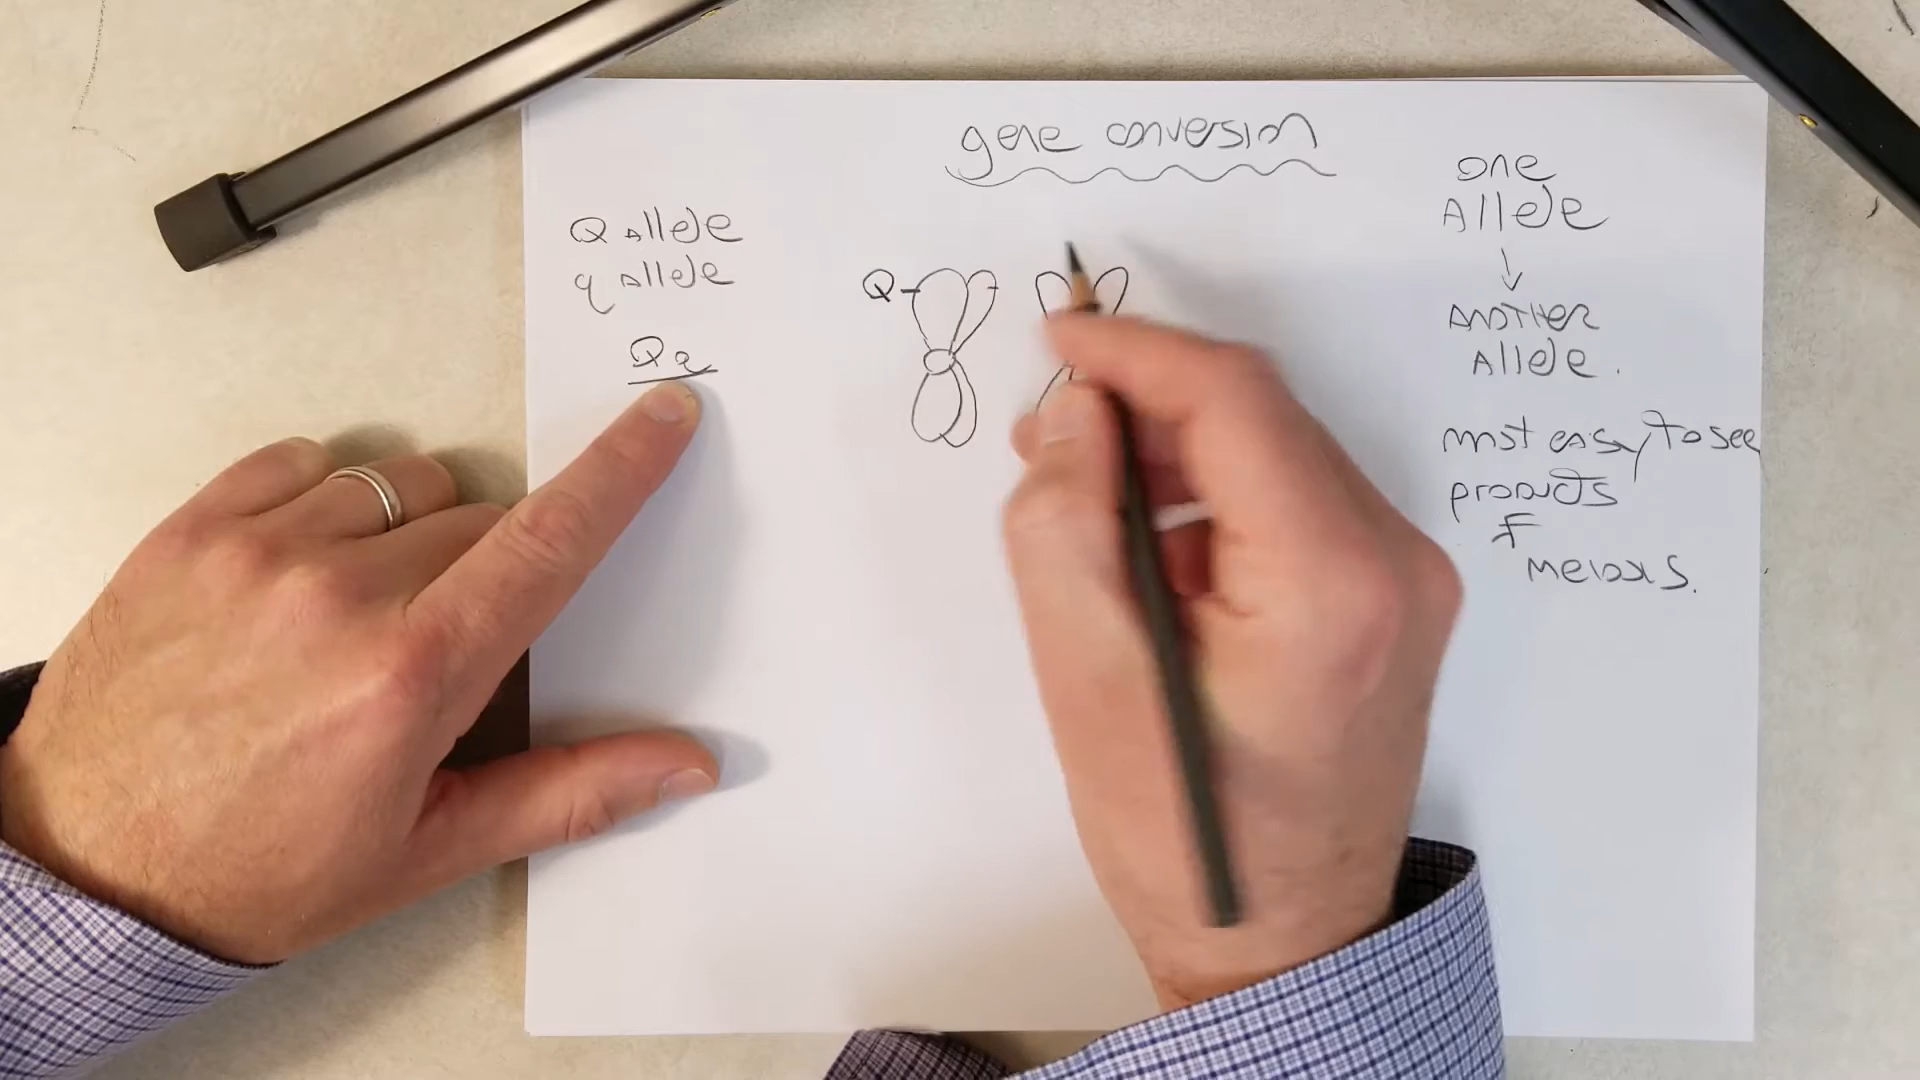 gene conversion
Q Allele
q Allele
Qq
Q
one
Allele
↓
ANOTHER
Allele.
most easy to see
products
of
meiosis.